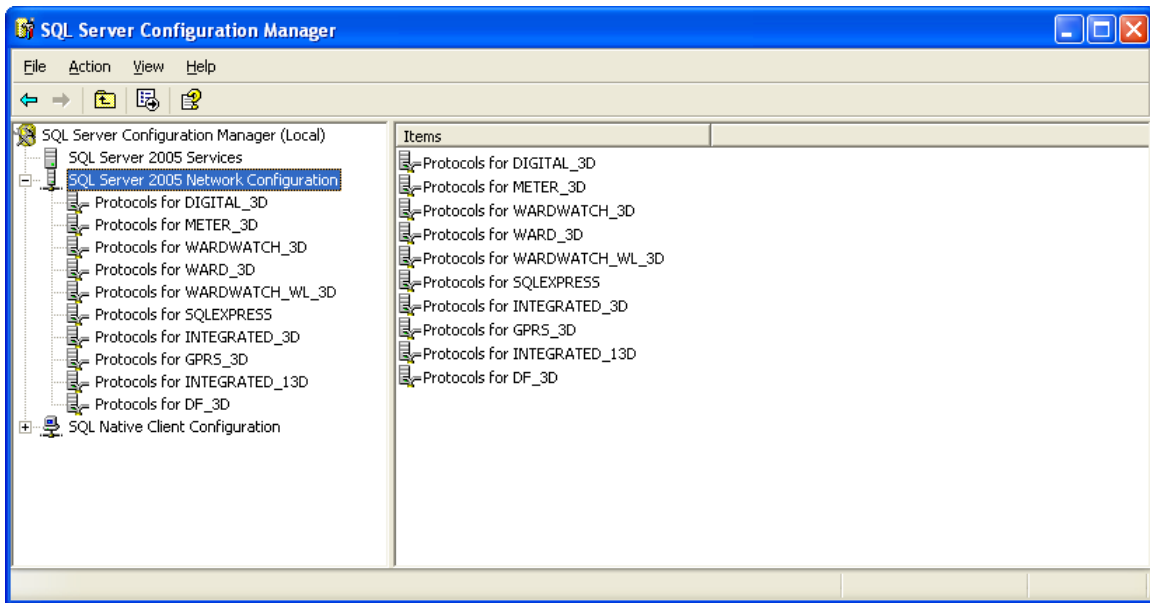 SQL Server Configuration Manager
File Action View Help
SQL Server Configuration Manager (Local)
SQL Server 2005 Services
SQL Server 2005 Network Configuration
Protocols for DIGITAL_3D
Protocols for METER_3D
Protocols for WARDWATCH_3D
Protocols for WARD_3D
Protocols for WARDWATCH_WL_3D
Protocols for SQLEXPRESS
Protocols for INTEGRATED_3D
Protocols for GPRS_3D
Protocols for INTEGRATED_13D
Protocols for DF_3D
SQL Native Client Configuration
Items
Protocols for DIGITAL_3D
Protocols for METER_3D
Protocols for WARDWATCH_3D
Protocols for WARD_3D
Protocols for WARDWATCH_WL_3D
Protocols for SQLEXPRESS
Protocols for INTEGRATED_3D
Protocols for GPRS_3D
Protocols for INTEGRATED_13D
Protocols for DF_3D